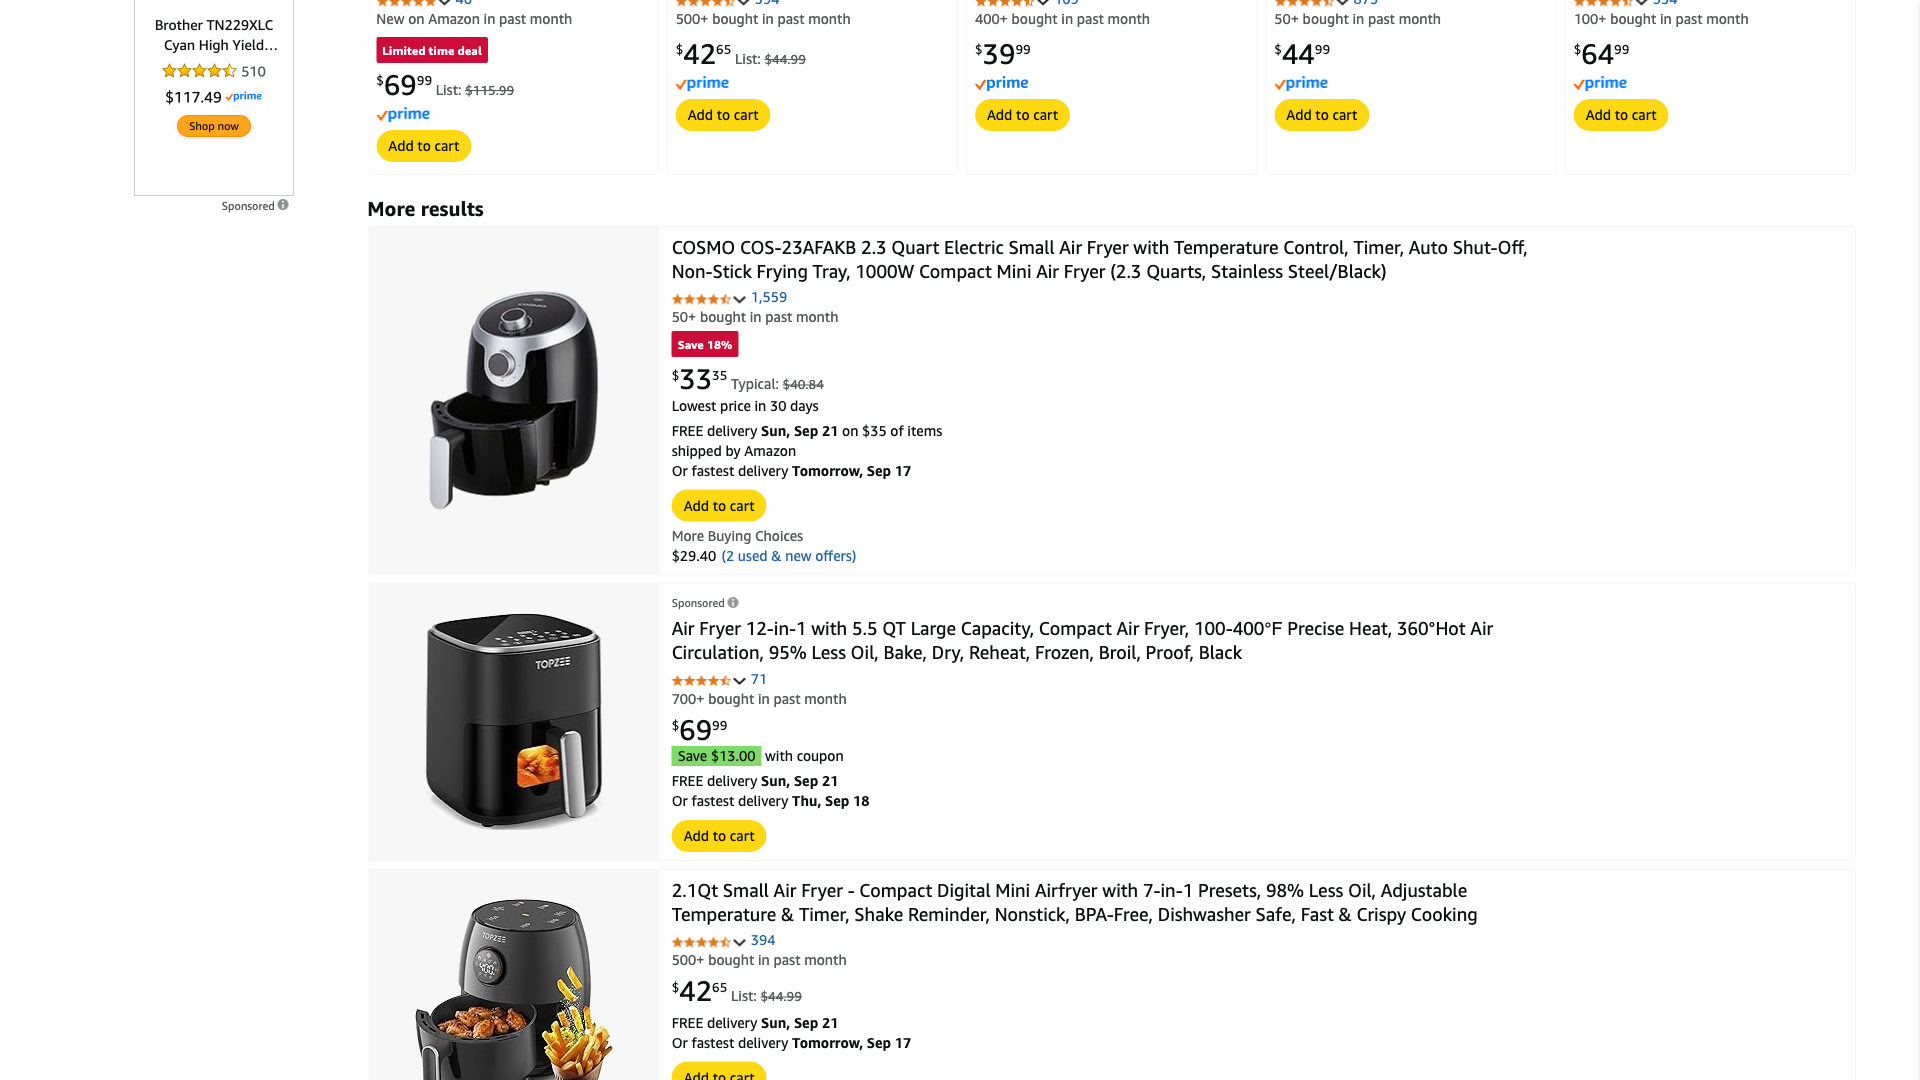 Brother TN229XLC
Cyan High Yield...
510
$117.49 prime
Shop now
Sponsored
46
New on Amazon in past month
Limited time deal
$69.99 List: $115.99
prime
Add to cart
394
500+ bought in past month
$42.65 List: $44.99
prime
Add to cart
400+ bought in past month
$39.99
prime
Add to cart
875
50+ bought in past month
$44.99
prime
Add to cart
100+ bought in past month
$64.99
prime
Add to cart
More results
COSMO
COSMO COS-23AFAKB 2.3 Quart Electric Small Air Fryer with Temperature Control, Timer, Auto Shut-Off,
Non-Stick Frying Tray, 1000W Compact Mini Air Fryer (2.3 Quarts, Stainless Steel/Black)
1,559
50+ bought in past month
Save 18%
$33.35 Typical: $40.84
Lowest price in 30 days
FREE delivery Sun, Sep 21 on $35 of items
shipped by Amazon
Or fastest delivery Tomorrow, Sep 17
Add to cart
More Buying Choices
$29.40 (2 used & new offers)
TOPZEE
Sponsored
Air Fryer 12-in-1 with 5.5 QT Large Capacity, Compact Air Fryer, 100-400℉ Precise Heat, 360°Hot Air
Circulation, 95% Less Oil, Bake, Dry, Reheat, Frozen, Broil, Proof, Black
71
700+ bought in past month
$69.99
Save $13.00 with coupon
FREE delivery Sun, Sep 21
Or fastest delivery Thu, Sep 18
Add to cart
TOPZEE
400
2.1Qt Small Air Fryer - Compact Digital Mini Airfryer with 7-in-1 Presets, 98% Less Oil, Adjustable
Temperature & Timer, Shake Reminder, Nonstick, BPA-Free, Dishwasher Safe, Fast & Crispy Cooking
394
500+ bought in past month
$42.65 List: $44.99
FREE delivery Sun, Sep 21
Or fastest delivery Tomorrow, Sep 17
Add to cart